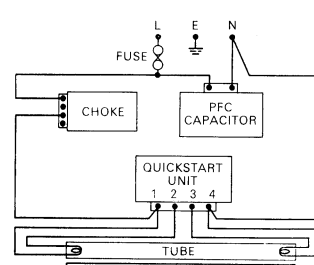 L E N
FUSE
CHOKE
PFC
CAPACITOR
QUICKSTART
UNIT
1 2 3 4
TUBE